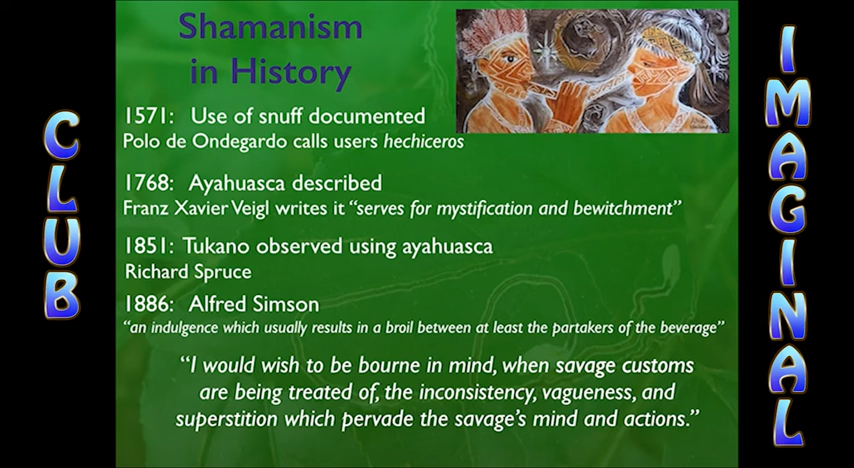 CLUB
Shamanism
in History
1571: Use of snuff documented
Polo de Ondegardo calls users hechiceros
1768: Ayahuasca described
Franz Xavier Veigl writes it “serves for mystification and bewitchment”
1851: Tukano observed using ayahuasca
Richard Spruce
1886: Alfred Simson
“an indulgence which usually results in a broil between at least the partakers of the beverage”
“I would wish to be bourne in mind, when savage customs
are being treated of, the inconsistency, vagueness, and
superstition which pervade the savage’s mind and actions.”
IMAGINAL